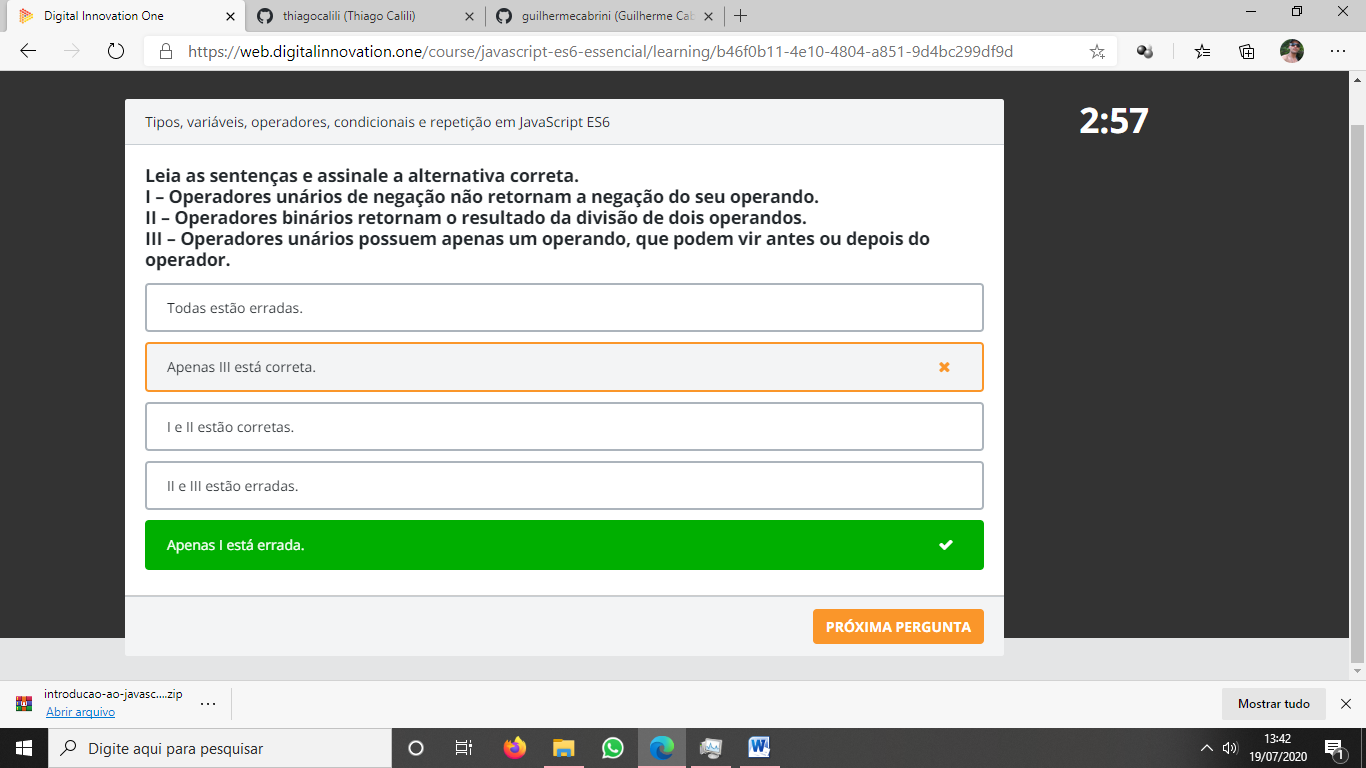 Digital Innovation One
thiagocalili (Thiago Calili)
guilhermecabrini (Guilherme Cab
https://web.digitalinnovation.one/course/javascript-es6-essencial/learning/b46f0b11-4e10-4804-a851-9d4bc299df9d
Tipos, variáveis, operadores, condicionais e repetição em JavaScript ES6
2:57
Leia as sentenças e assinale a alternativa correta.
I – Operadores unários de negação não retornam a negação do seu operando.
II – Operadores binários retornam o resultado da divisão de dois operandos.
III – Operadores unários possuem apenas um operando, que podem vir antes ou depois do
operador.
Todas estão erradas.
Apenas III está correta.
I e II estão corretas.
II e III estão erradas.
Apenas I está errada.
PRÓXIMA PERGUNTA
introducao-ao-javasc....zip
Abrir arquivo
Mostrar tudo
Digite aqui para pesquisar
13:42
19/07/2020
1